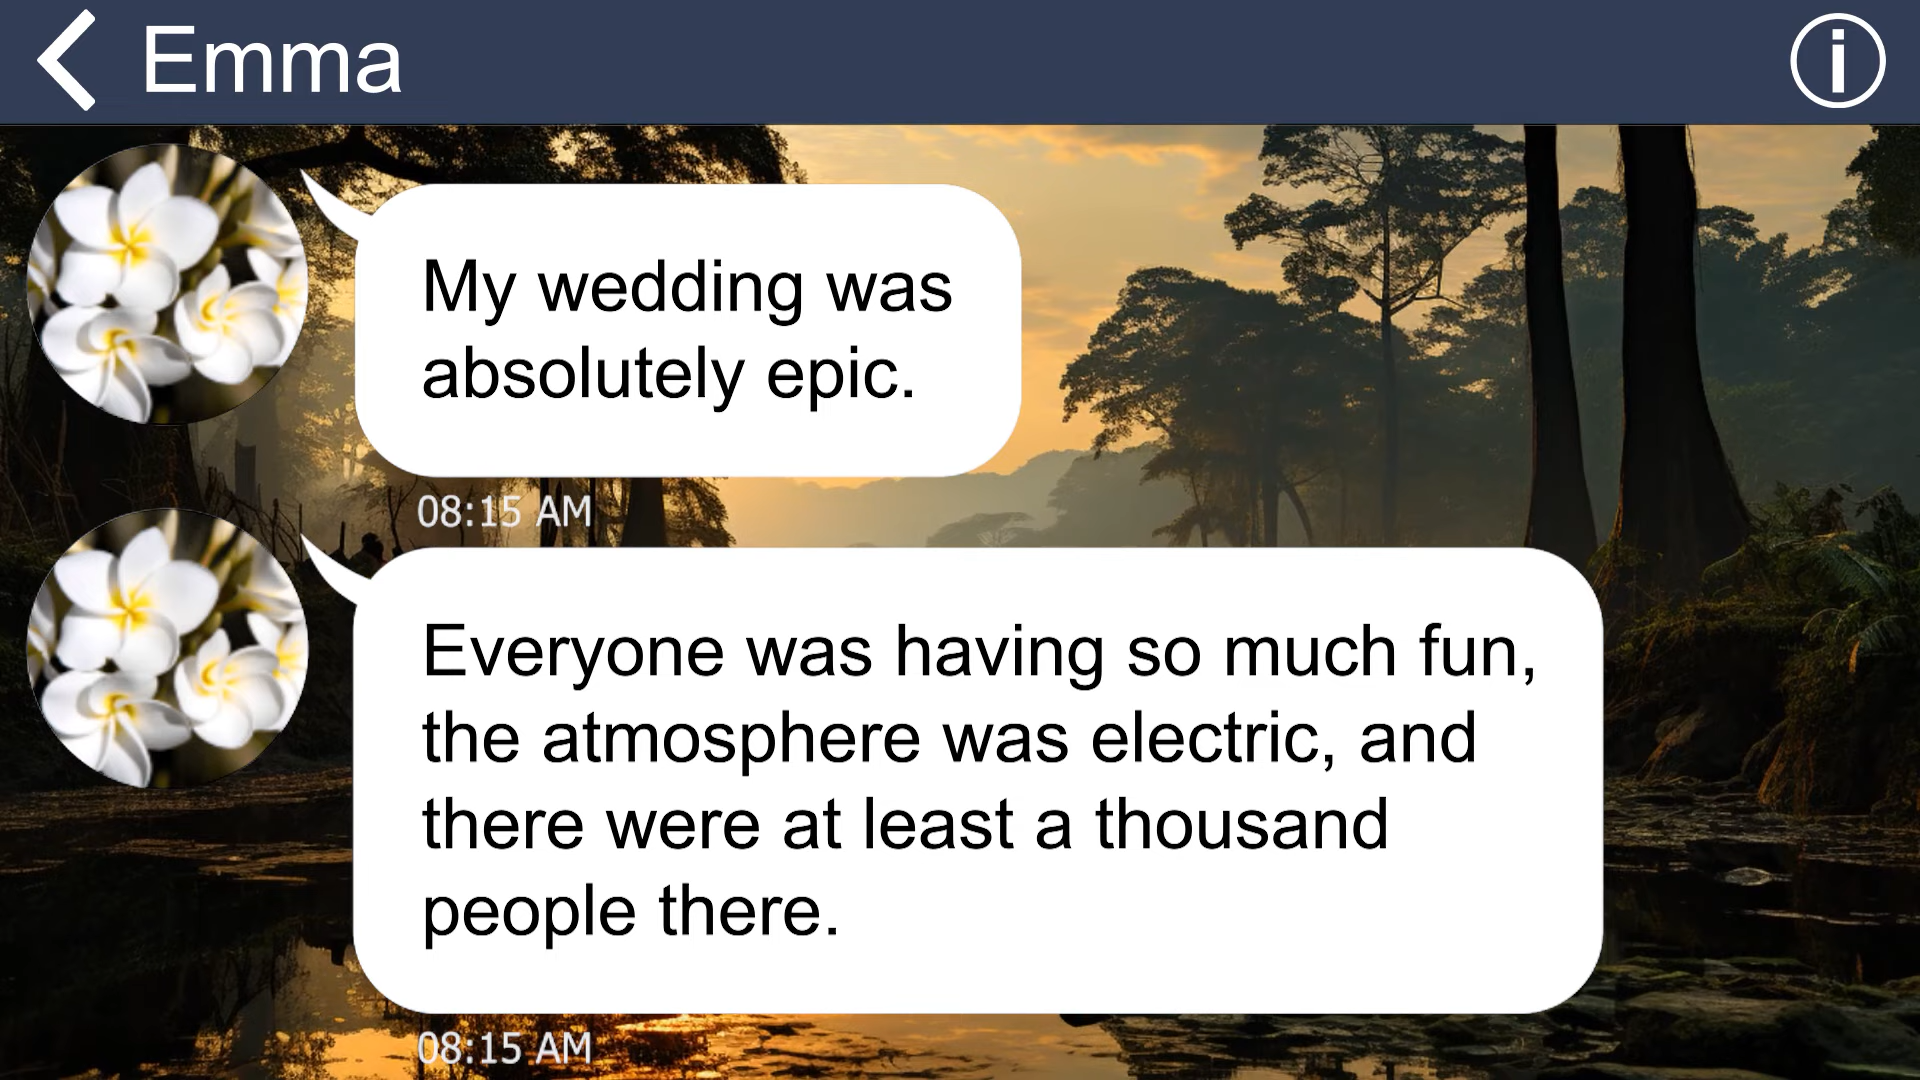 Emma
My wedding was
absolutely epic.
08:15 AM
Everyone was having so much fun,
the atmosphere was electric, and
there were at least a thousand
people there.
08:15 AM